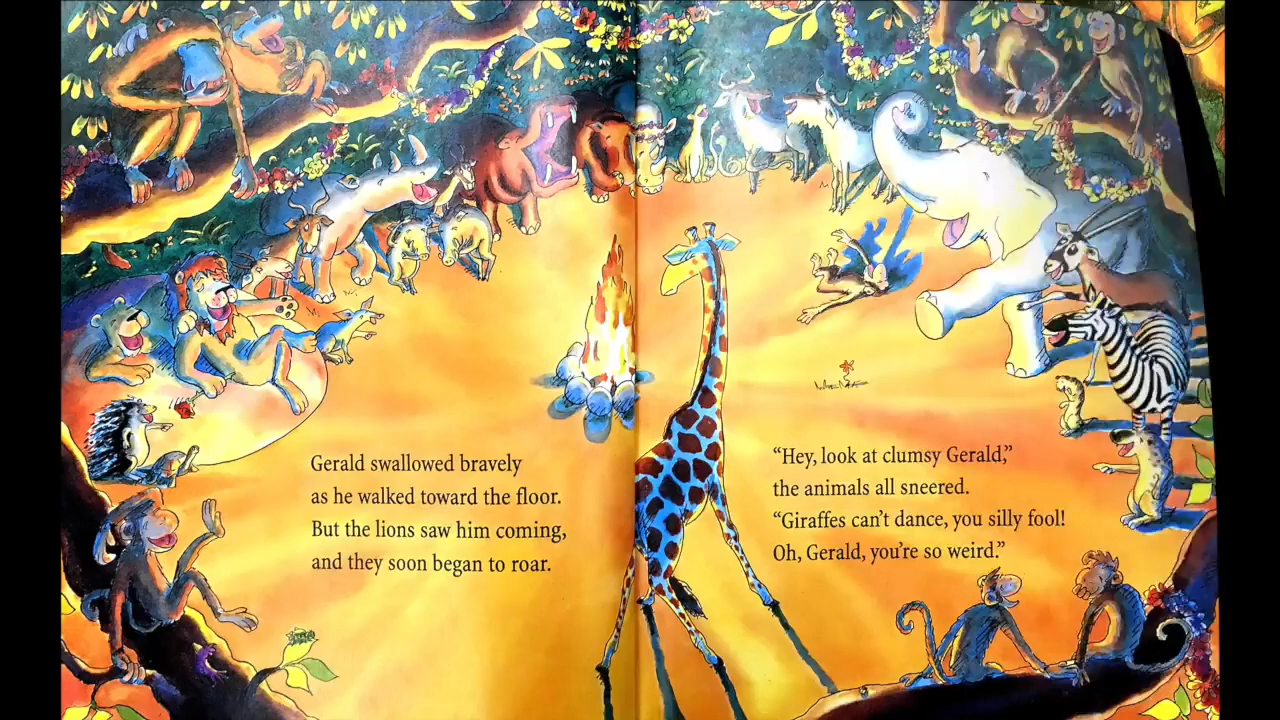 Gerald swallowed bravely
as he walked toward the floor.
But the lions saw him coming,
and they soon began to roar.
“Hey, look at clumsy Gerald,”
the animals all sneered.
“Giraffes can’t dance, you silly fool!
Oh, Gerald, you’re so weird.”